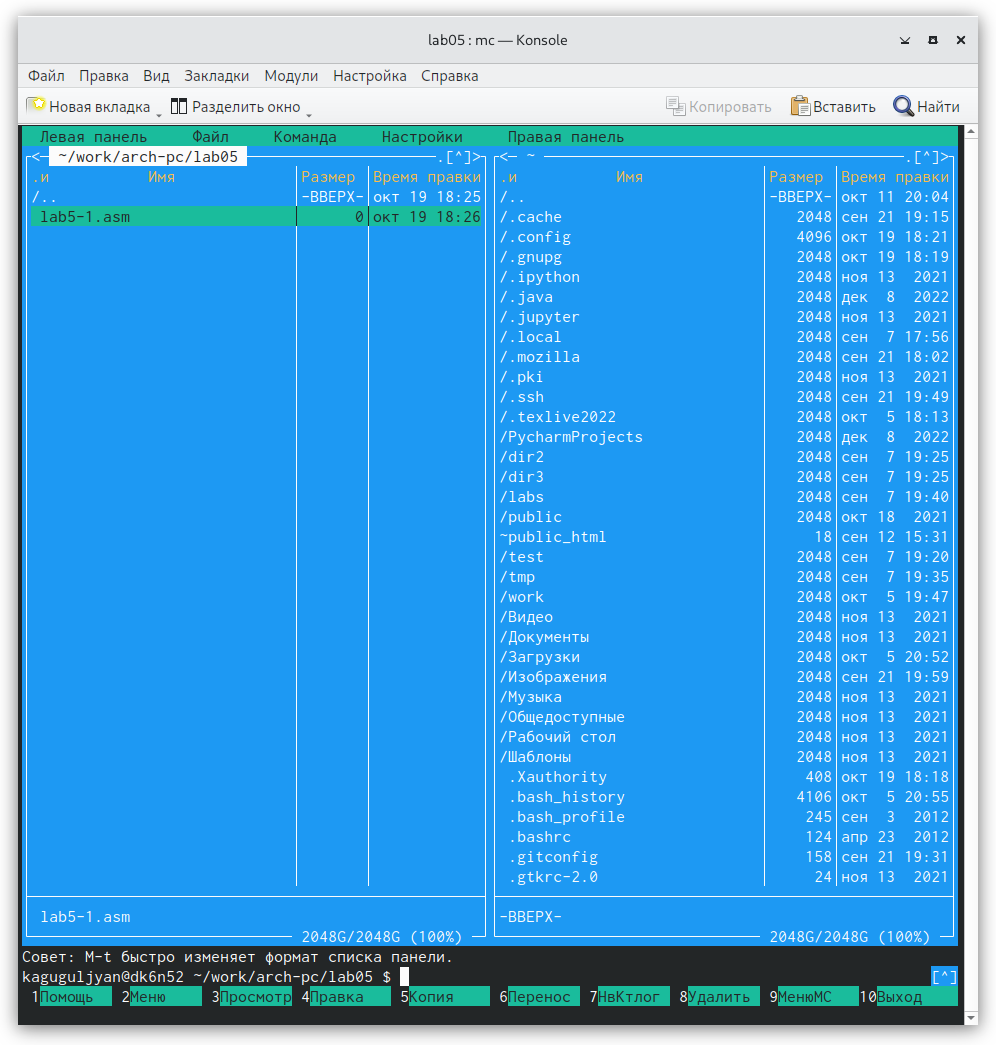 lab05 : mc — Konsole
Файл Правка Вид Закладки Модули Настройка Справка
Новая вкладка Разделить окно Копировать Вставить Найти
Левая панель Файл Команда Настройки Правая панель
<— ~/work/arch-pc/lab05 .[^]> <— ~ .[^]>
.и Имя Размер Время правки .и Имя Размер Время правки
/.. -ВВЕРХ- окт 19 18:25 /.. -ВВЕРХ- окт 11 20:04
lab5-1.asm 0 окт 19 18:26 /.cache 2048 сен 21 19:15
/.config 4096 окт 19 18:21
/.gnupg 2048 окт 19 18:19
/.ipython 2048 ноя 13 2021
/.java 2048 дек 8 2022
/.jupyter 2048 ноя 13 2021
/.local 2048 сен 7 17:56
/.mozilla 2048 сен 21 18:02
/.pki 2048 ноя 13 2021
/.ssh 2048 сен 21 19:49
/.texlive2022 2048 окт 5 18:13
/PycharmProjects 2048 дек 8 2022
/dir2 2048 сен 7 19:25
/dir3 2048 сен 7 19:25
/labs 2048 сен 7 19:40
/public 2048 окт 18 2021
~public_html 18 сен 12 15:31
/test 2048 сен 7 19:20
/tmp 2048 сен 7 19:35
/work 2048 окт 5 19:47
/Видео 2048 ноя 13 2021
/Документы 2048 ноя 13 2021
/Загрузки 2048 окт 5 20:52
/Изображения 2048 сен 21 19:59
/Музыка 2048 ноя 13 2021
/Общедоступные 2048 ноя 13 2021
/Рабочий стол 2048 ноя 13 2021
/Шаблоны 2048 ноя 13 2021
.Xauthority 408 окт 19 18:18
.bash_history 4106 окт 5 20:55
.bash_profile 245 сен 3 2012
.bashrc 124 апр 23 2012
.gitconfig 158 сен 21 19:31
.gtkrc-2.0 24 ноя 13 2021
lab5-1.asm -ВВЕРХ-
2048G/2048G (100%) 2048G/2048G (100%)
Совет: M-t быстро изменяет формат списка панели.
kaguguljyan@dk6n52 ~/work/arch-pc/lab05 $ [^]
1Помощь 2Меню 3Просмотр 4Правка 5Копия 6Перенос 7НвКтлог 8Удалить 9МенюМС 10Выход